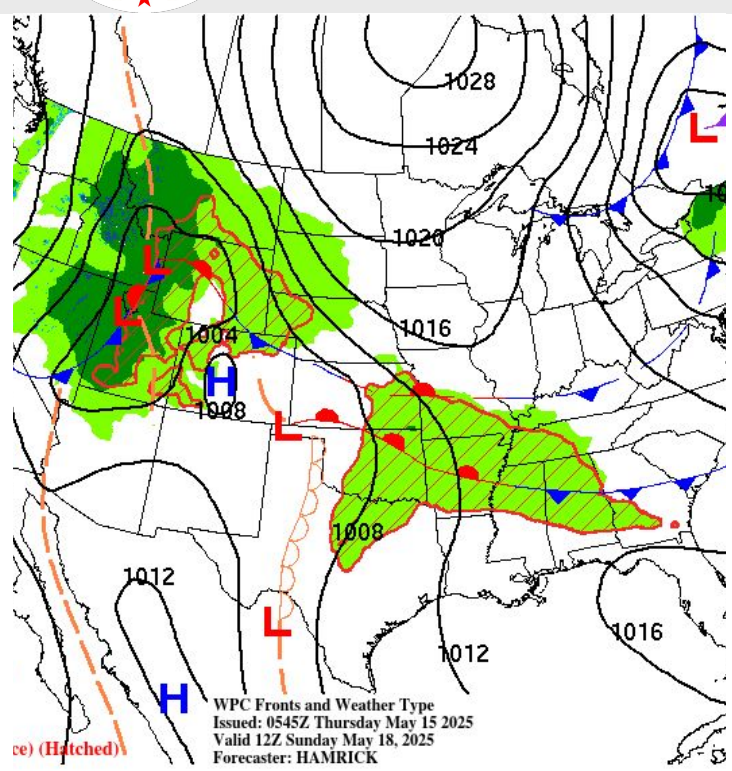 1028
1024
L
10
1020
L
1016
L
1004
H
1008
L
1008
1012
1016
L
1012
H
WPC Fronts and Weather Type
Issued: 0545Z Thursday May 15 2025
Valid 12Z Sunday May 18, 2025
ce) (Hatched)
Forecaster: HAMRICK